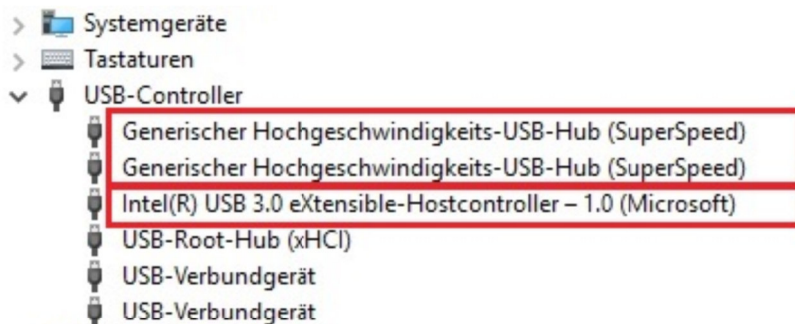 Systemgeräte
Tastaturen
USB-Controller
Generischer Hochgeschwindigkeits-USB-Hub (SuperSpeed)
Generischer Hochgeschwindigkeits-USB-Hub (SuperSpeed)
Intel(R) USB 3.0 eXtensible-Hostcontroller – 1.0 (Microsoft)
USB-Root-Hub (xHCI)
USB-Verbundgerät
USB-Verbundgerät